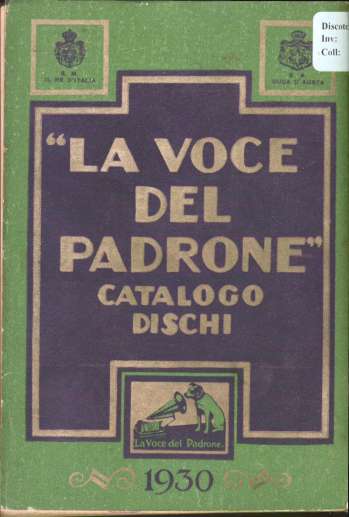 Discote
Inv:
Coll:
S. M.
IL RE D'ITALIA
S. A.
DUCA D'AOSTA
"LA VOCE
DEL
PADRONE"
CATALOGO
DISCHI
La Voce del Padrone.
1930